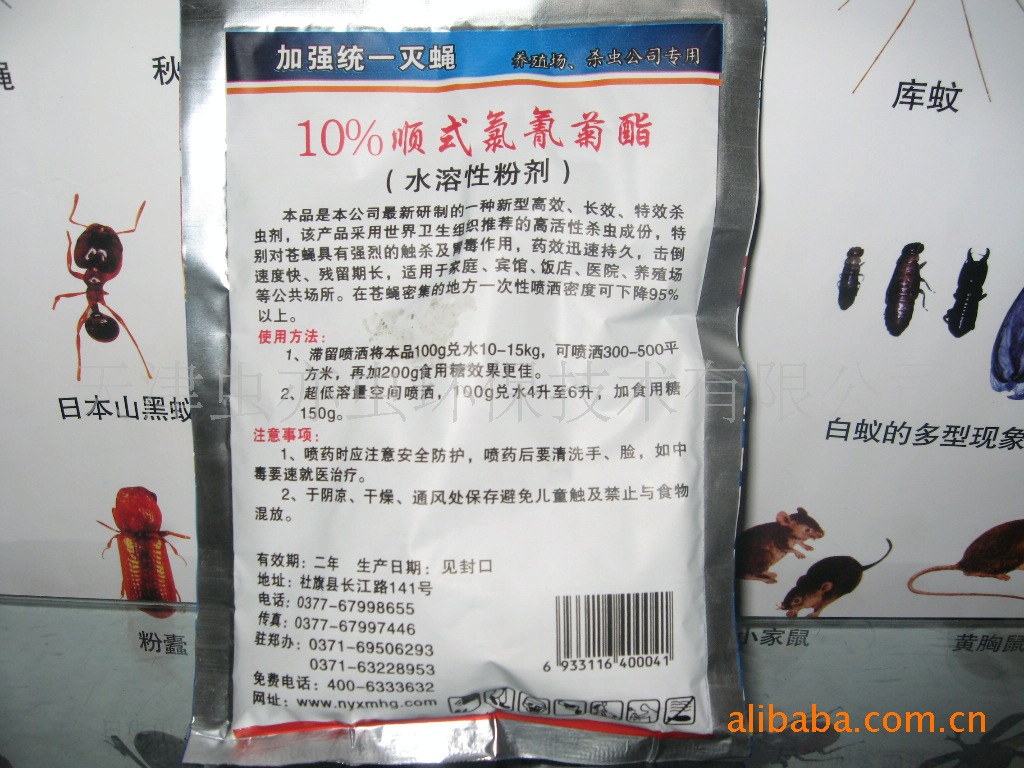 加强统一灭蝇
养殖场、杀虫公司专用
10%顺式氯氰菊酯
（水溶性粉剂）
本品是本公司最新研制的一种新型高效、长效、特效杀
虫剂，该产品采用世界卫生组织推荐的高活性杀虫成份，特
别对苍蝇具有强烈的触杀及胃毒作用，药效迅速持久，击倒
速度快、残留期长，适用于家庭、宾馆、饭店、医院、养殖场
等公共场所。在苍蝇密集的地方一次性喷洒密度可下降95%
以上。
使用方法：
1、滞留喷洒将本品100g兑水10-15kg，可喷洒300-500平
方米，再加200g食用糖效果更佳。
2、超低溶量空间喷洒，100g兑水4升至6升，加食用糖
150g。
注意事项：
1、喷药时应注意安全防护，喷药后要清洗手、脸，如中
毒要速就医治疗。
2、于阴凉、干燥、通风处保存避免儿童触及禁止与食物
混放。
有效期：二年 生产日期：见封口
地址：社旗县长江路141号
电话：0377-67998655
传真：0377-67997446
驻郑办：0371-69506293
0371-63228953
免费电话：400-6333632
网址：www.nyxmhg.com
6 933116 400041
蝇
秋
库蚊
日本山黑蚁
白蚁的多型现象
粉蠹
小家鼠
黄胸鼠
天津虫力克虫环保技术有限公司
alibaba.com.cn